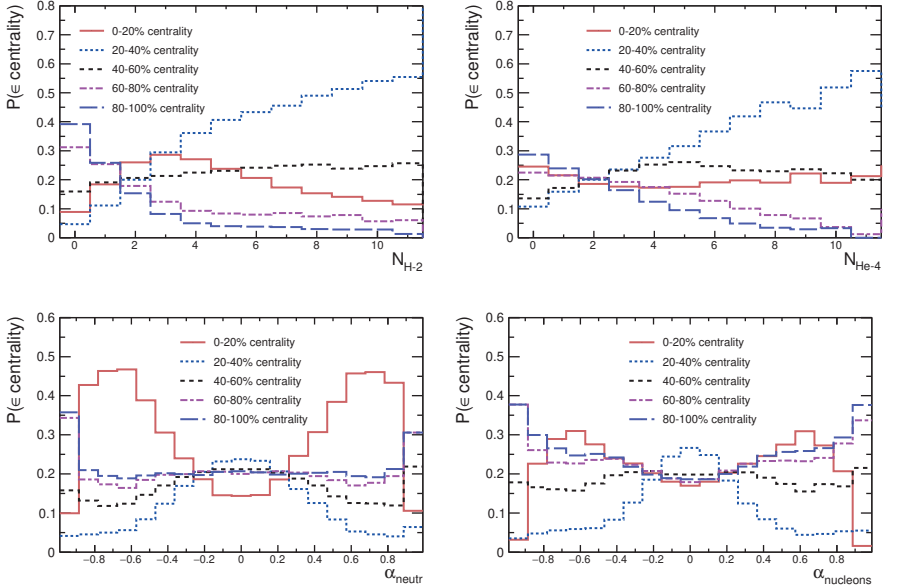 P(∈ centrality)
0.8
0.7
0.6
0.5
0.4
0.3
0.2
0.1
0
0-20% centrality
20-40% centrality
40-60% centrality
60-80% centrality
80-100% centrality
0 2 4 6 8 10
N_H-2
P(∈ centrality)
0.8
0.7
0.6
0.5
0.4
0.3
0.2
0.1
0
0-20% centrality
20-40% centrality
40-60% centrality
60-80% centrality
80-100% centrality
0 2 4 6 8 10
N_He-4
P(∈ centrality)
0.6
0.5
0.4
0.3
0.2
0.1
0
0-20% centrality
20-40% centrality
40-60% centrality
60-80% centrality
80-100% centrality
−0.8 −0.6 −0.4 −0.2 0 0.2 0.4 0.6 0.8
α_neutr
P(∈ centrality)
0.6
0.5
0.4
0.3
0.2
0.1
0
0-20% centrality
20-40% centrality
40-60% centrality
60-80% centrality
80-100% centrality
−0.8 −0.6 −0.4 −0.2 0 0.2 0.4 0.6 0.8
α_nucleons